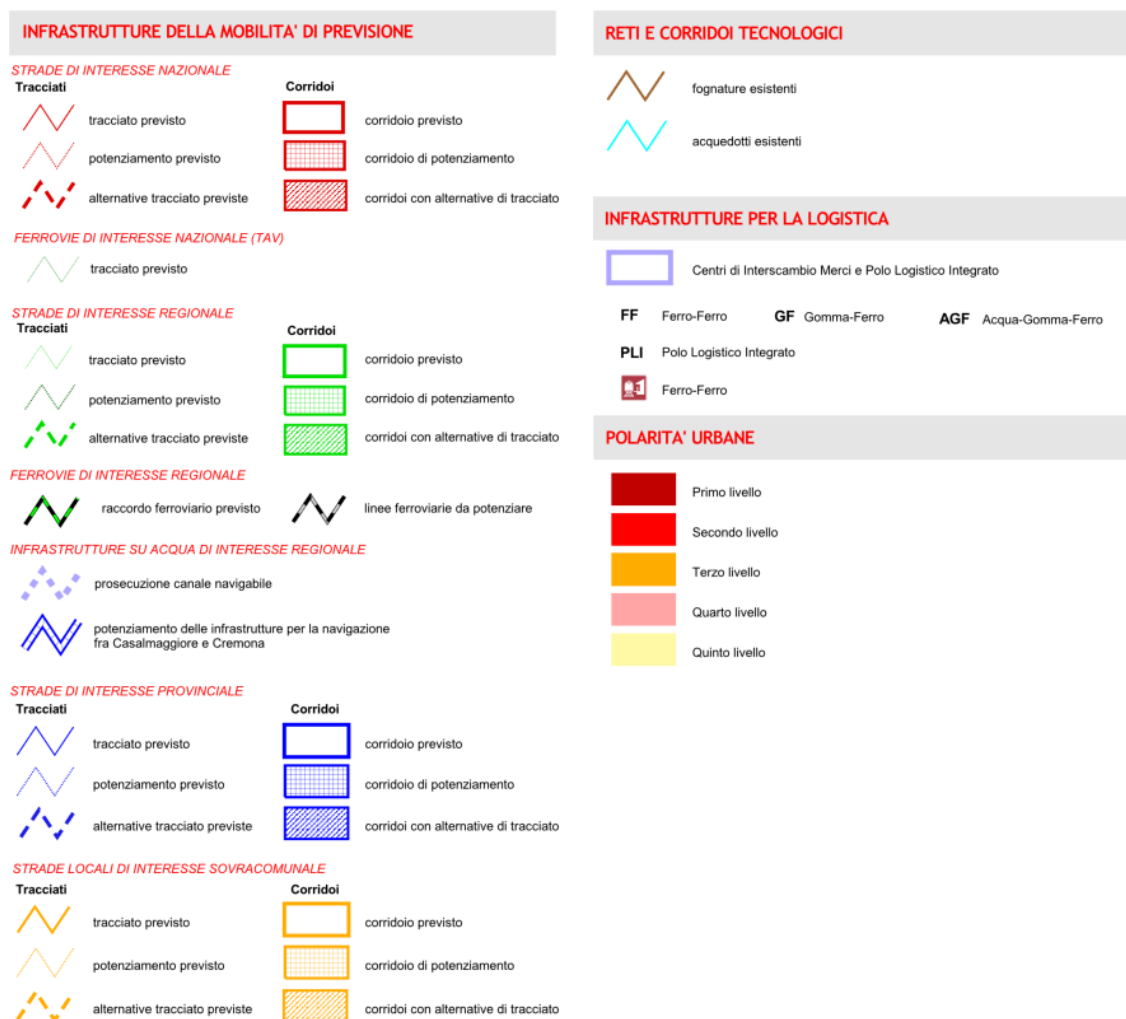 INFRASTRUTTURE DELLA MOBILITA' DI PREVISIONE
STRADE DI INTERESSE NAZIONALE
Tracciati Corridoi
tracciato previsto corridoio previsto
potenziamento previsto corridoio di potenziamento
alternative tracciato previste corridoi con alternative di tracciato
FERROVIE DI INTERESSE NAZIONALE (TAV)
tracciato previsto
STRADE DI INTERESSE REGIONALE
Tracciati Corridoi
tracciato previsto corridoio previsto
potenziamento previsto corridoio di potenziamento
alternative tracciato previste corridoi con alternative di tracciato
FERROVIE DI INTERESSE REGIONALE
raccordo ferroviario previsto linee ferroviarie da potenziare
INFRASTRUTTURE SU ACQUA DI INTERESSE REGIONALE
prosecuzione canale navigabile
potenziamento delle infrastrutture per la navigazione
fra Casalmaggiore e Cremona
STRADE DI INTERESSE PROVINCIALE
Tracciati Corridoi
tracciato previsto corridoio previsto
potenziamento previsto corridoio di potenziamento
alternative tracciato previste corridoi con alternative di tracciato
STRADE LOCALI DI INTERESSE SOVRACOMUNALE
Tracciati Corridoi
tracciato previsto corridoio previsto
potenziamento previsto corridoio di potenziamento
alternative tracciato previste corridoi con alternative di tracciato
RETI E CORRIDOI TECNOLOGICI
fognature esistenti
acquedotti esistenti
INFRASTRUTTURE PER LA LOGISTICA
Centri di Interscambio Merci e Polo Logistico Integrato
FF Ferro-Ferro GF Gomma-Ferro AGF Acqua-Gomma-Ferro
PLI Polo Logistico Integrato
Ferro-Ferro
POLARITA' URBANE
Primo livello
Secondo livello
Terzo livello
Quarto livello
Quinto livello